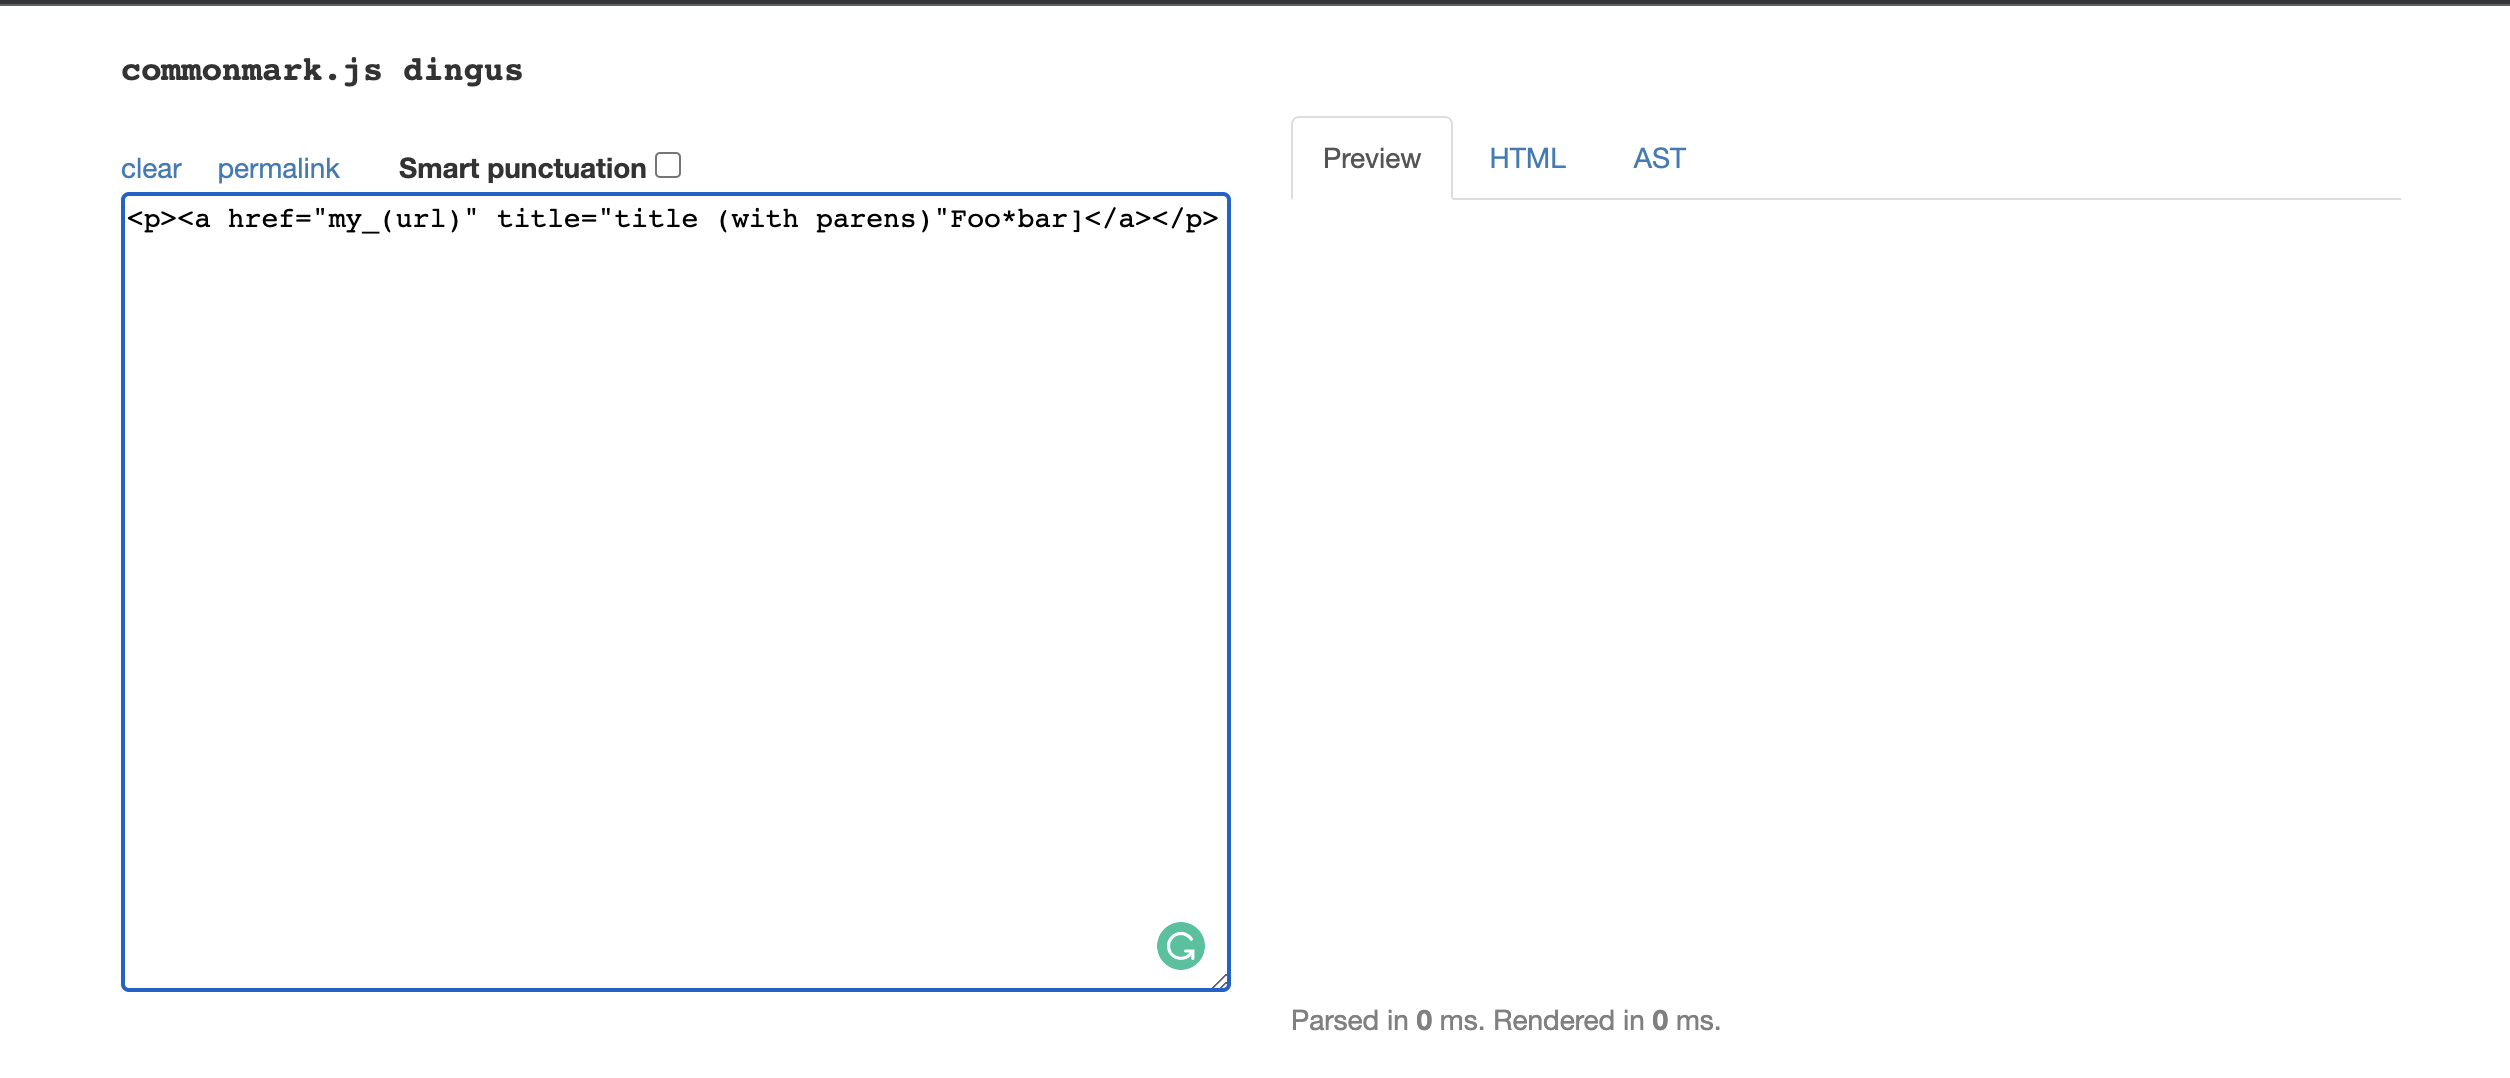 commonmark.js dingus
clear permalink Smart punctuation
Preview HTML AST
<p><a href="my_(url)" title="title (with parens)"Foo*bar]</a></p>
Parsed in 0 ms. Rendered in 0 ms.